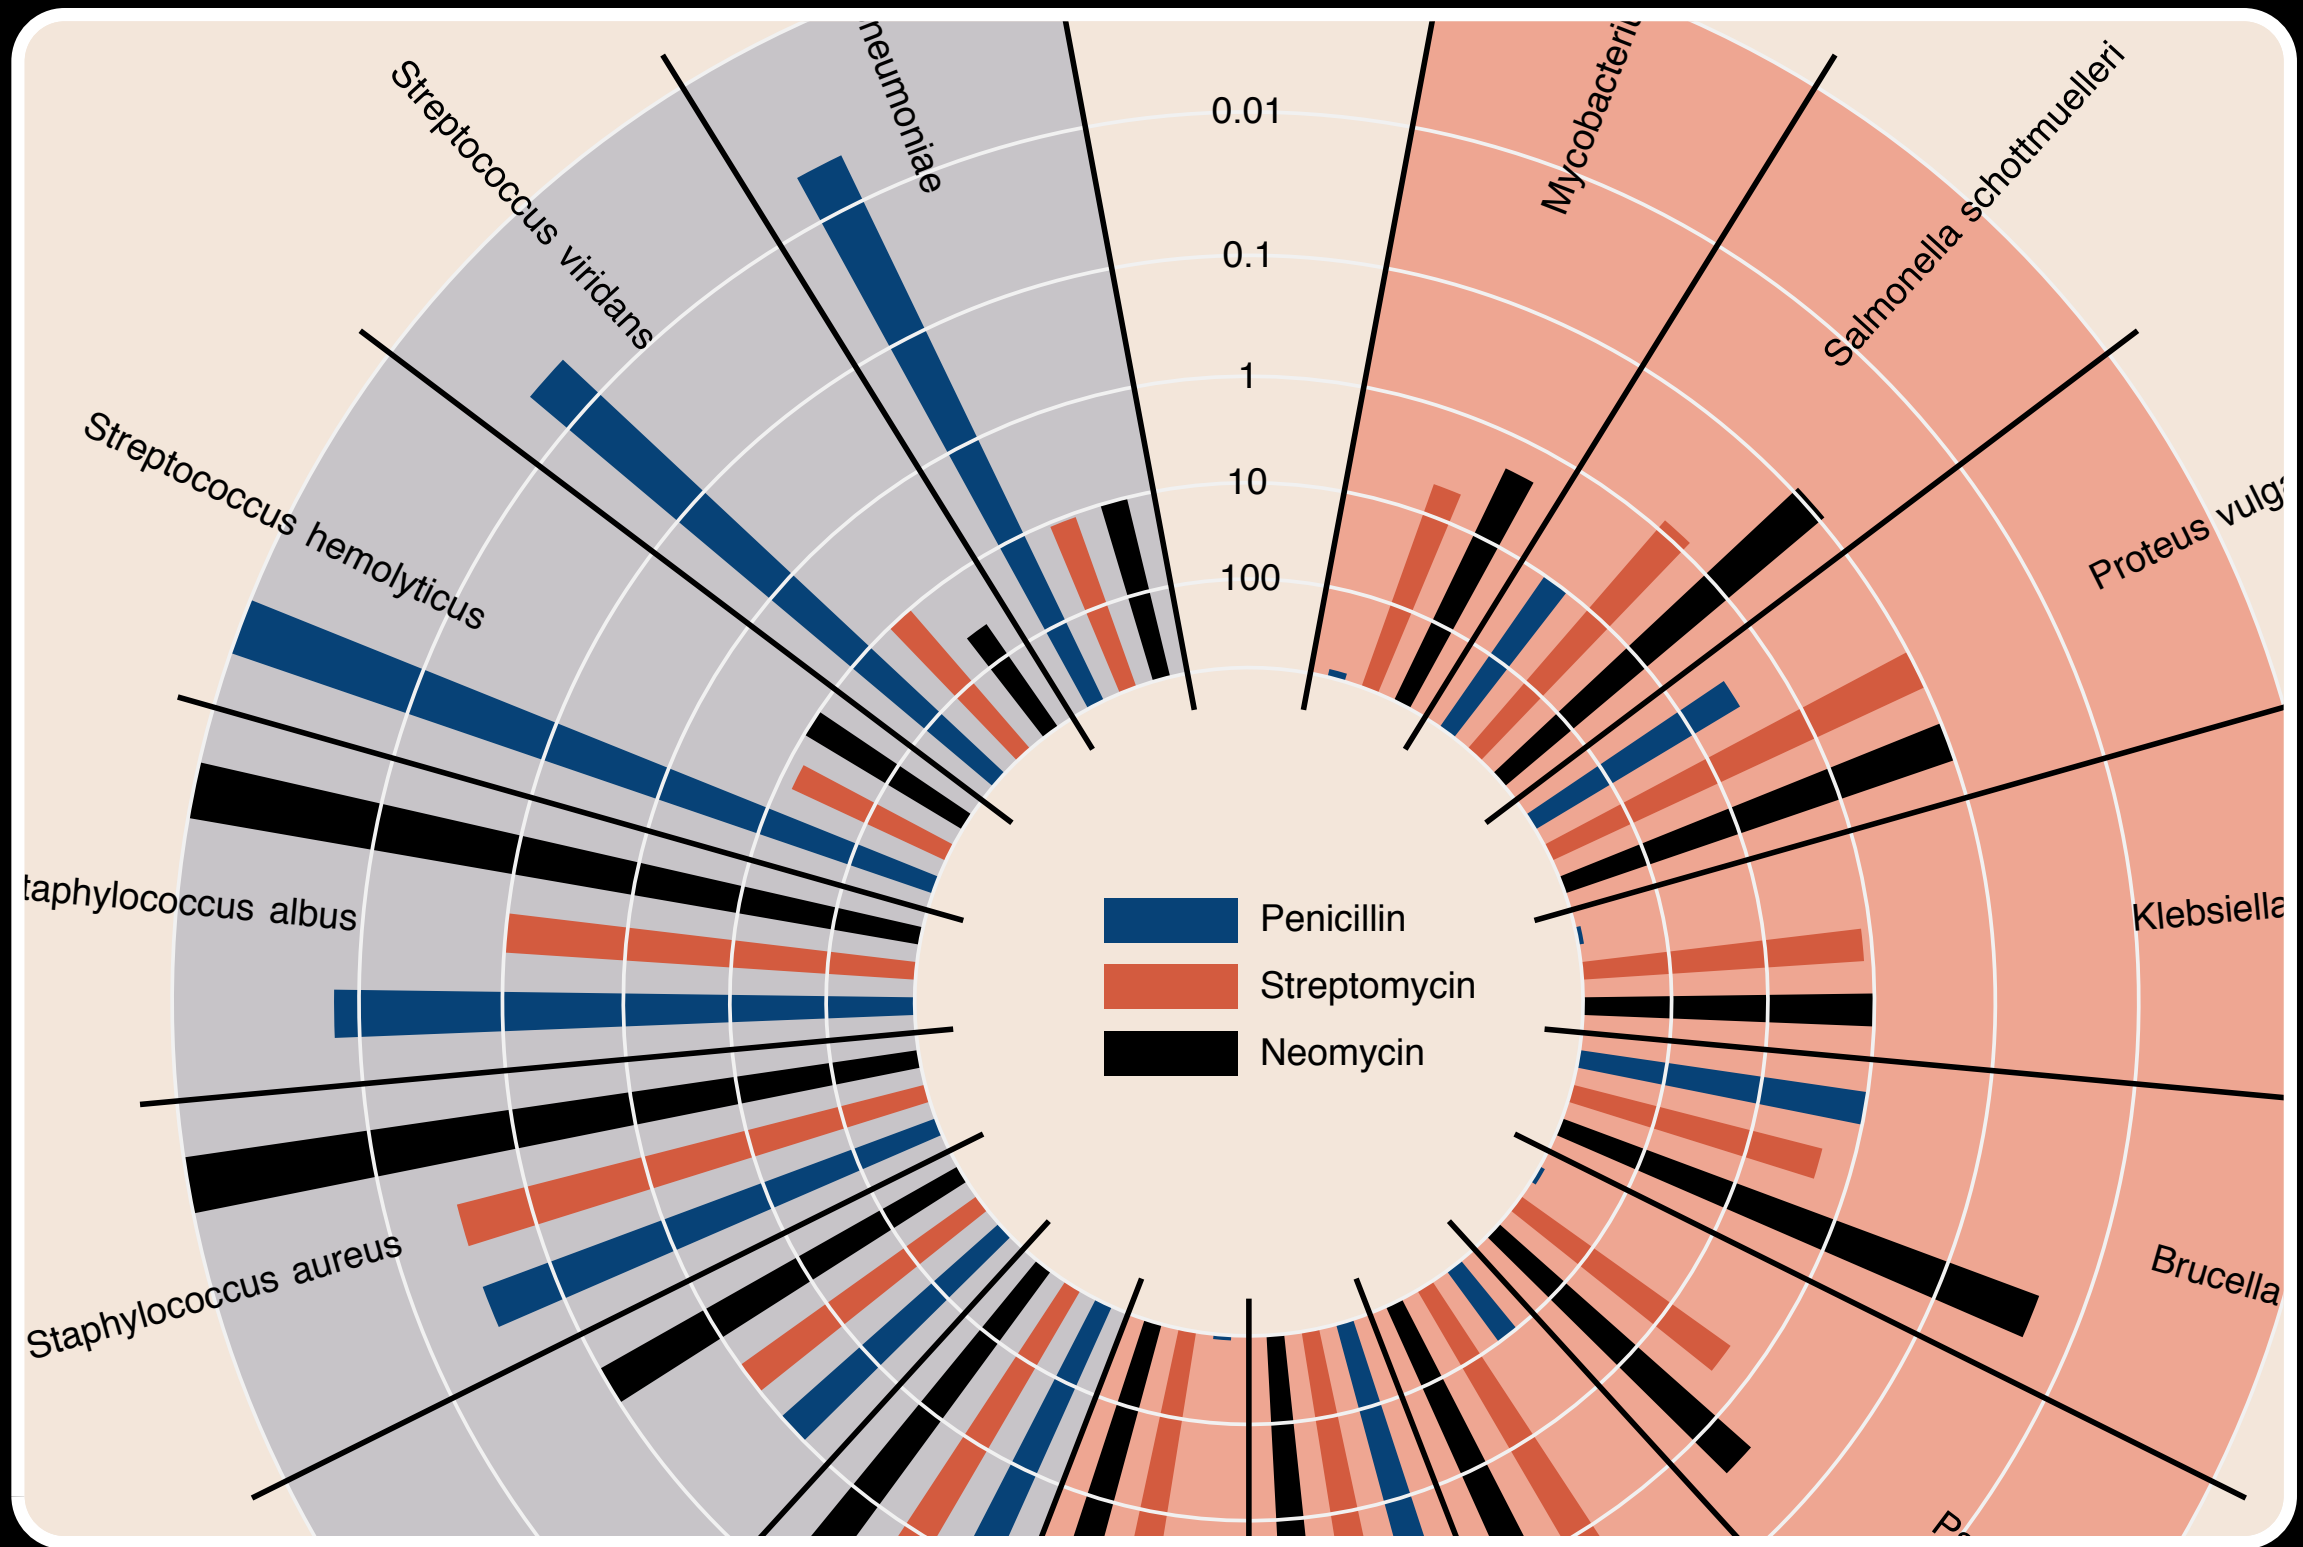 neumoniae
Mycobacteri
Streptococcus viridans
Salmonella schottmuelleri
0.01
0.1
1
10
100
Streptococcus hemolyticus
Proteus vulg
taphylococcus albus
Klebsiella
Penicillin
Streptomycin
Neomycin
Staphylococcus aureus
Brucella